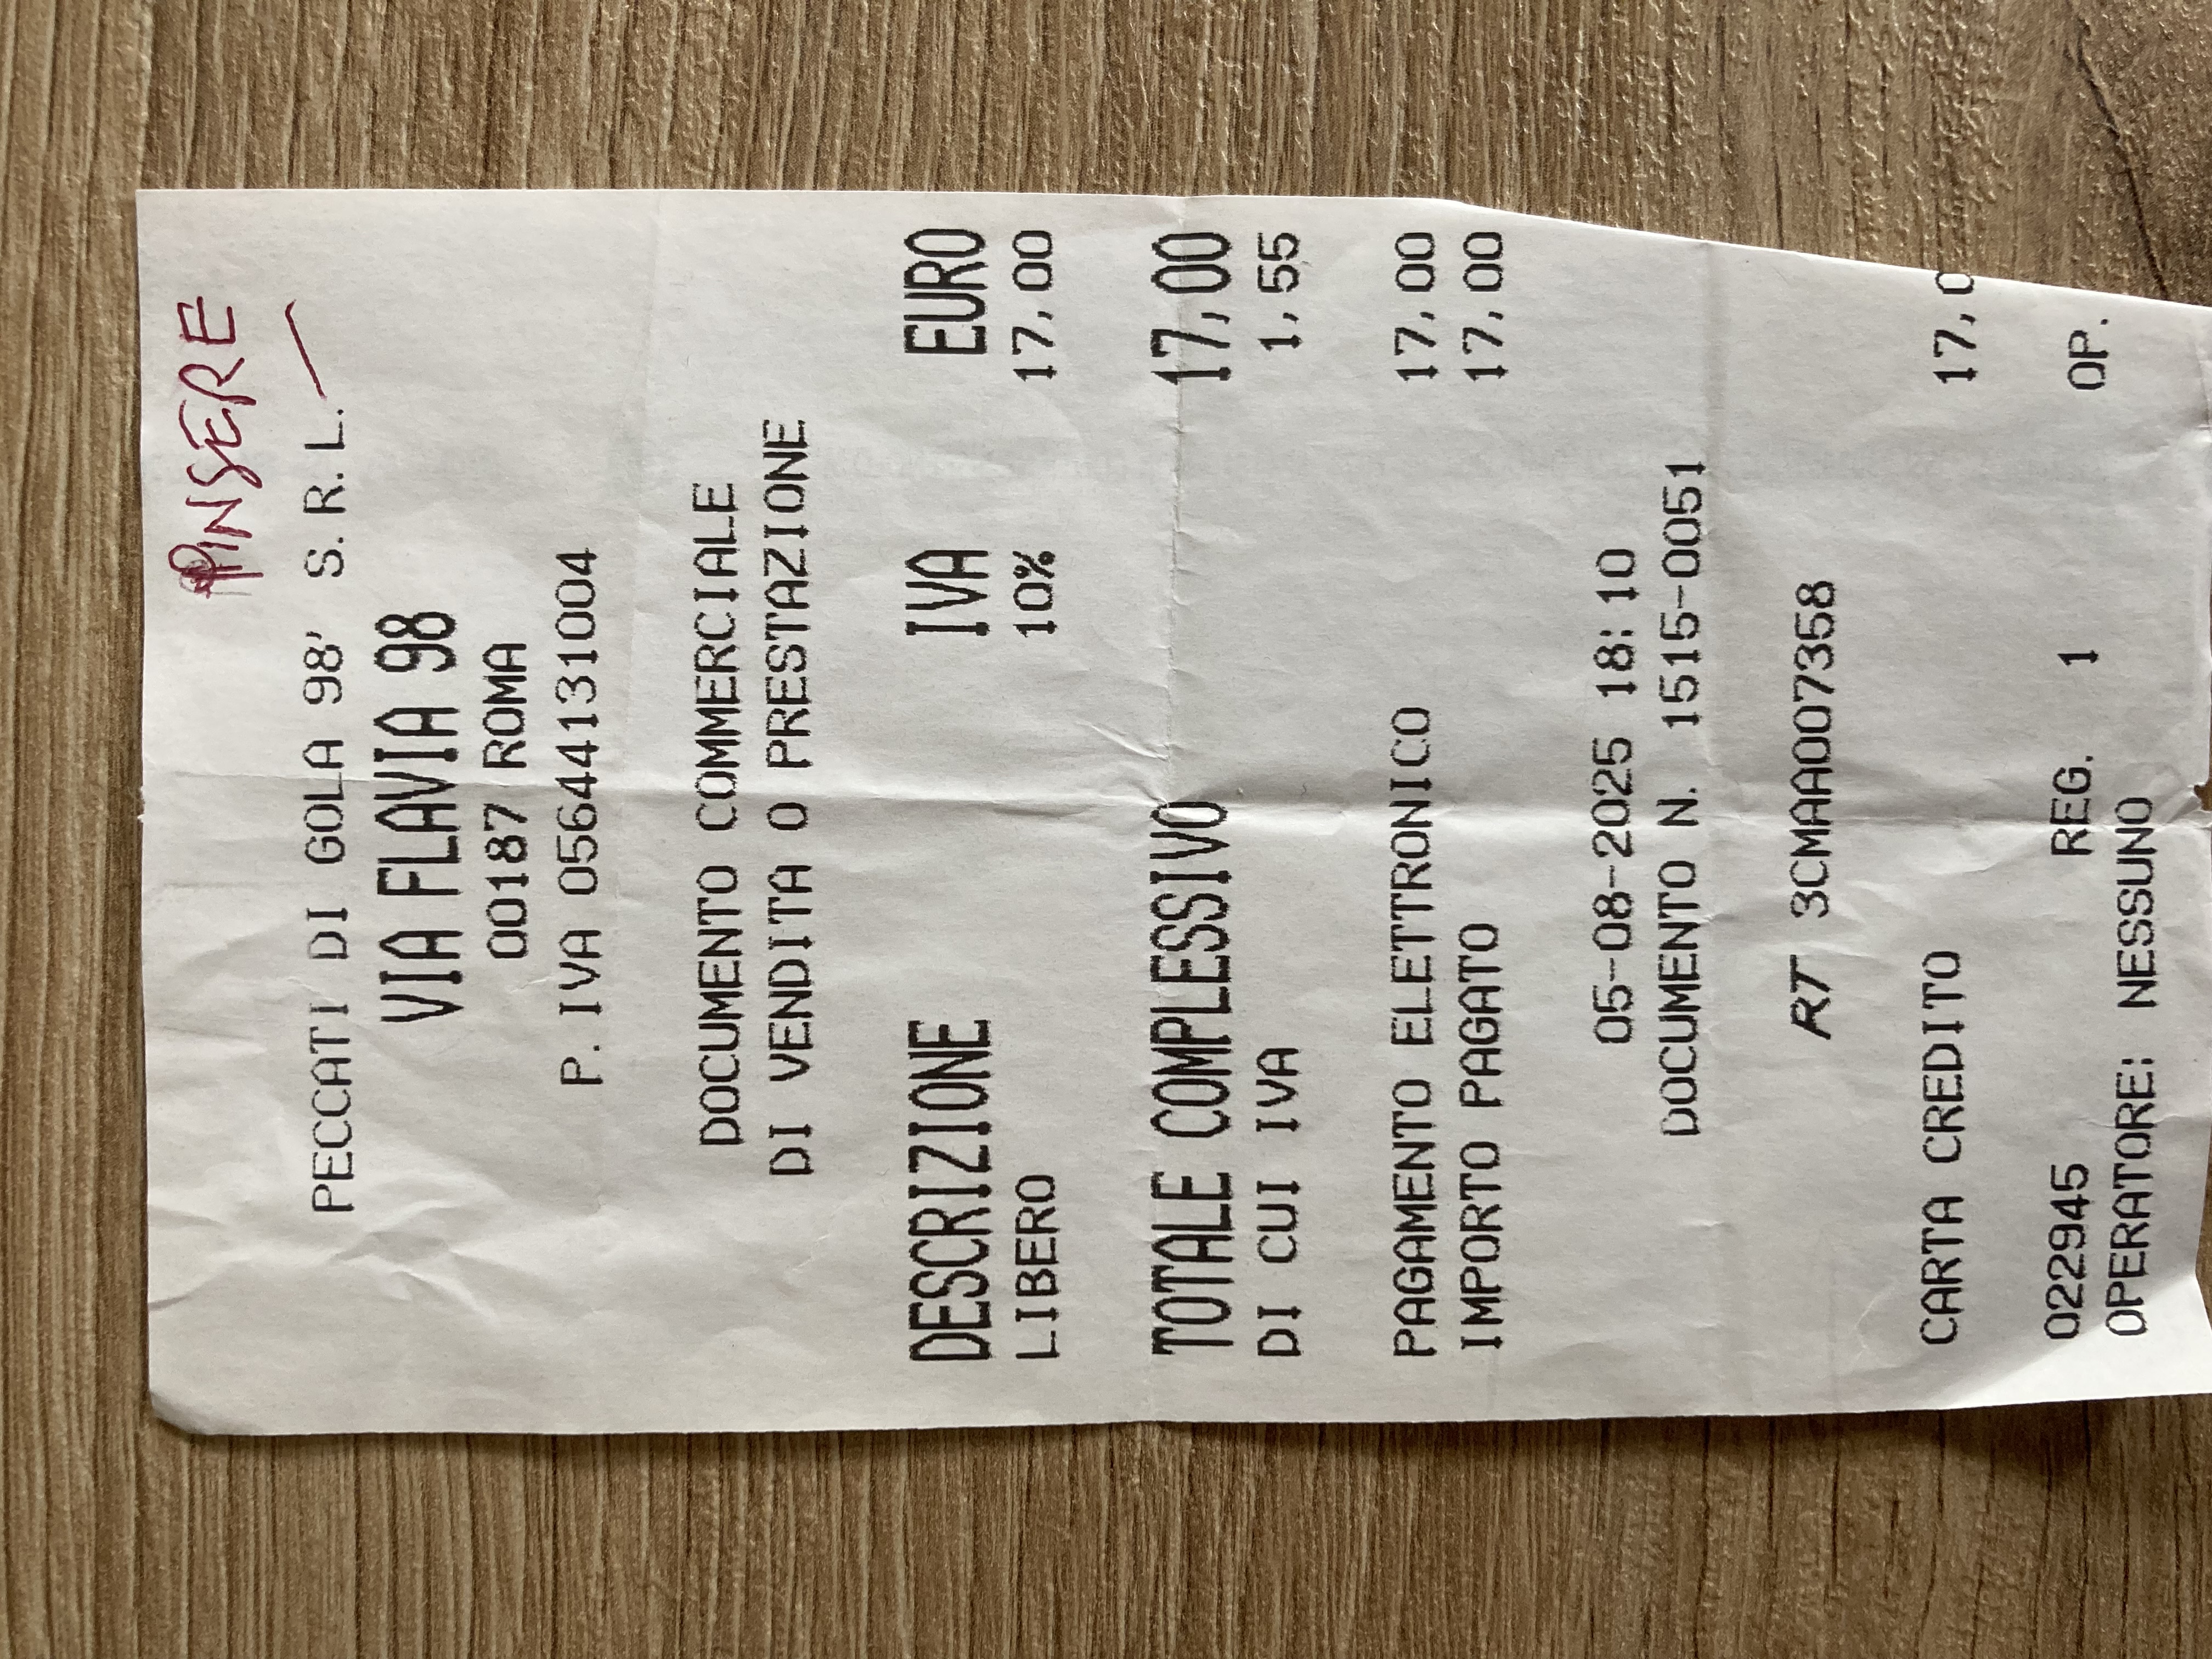 PINSERE
PECCATI DI GOLA 98' S.R.L.
VIA FLAVIA 98
00187 ROMA
P. IVA 05644131004
DOCUMENTO COMMERCIALE
DI VENDITA O PRESTAZIONE
DESCRIZIONE IVA EURO
LIBERO 10% 17,00
TOTALE COMPLESSIVO 17,00
DI CUI IVA 1,55
PAGAMENTO ELETTRONICO 17,00
IMPORTO PAGATO 17,00
05-08-2025 18:10
DOCUMENTO N. 1515-0051
RT 3CMAA007358
CARTA CREDITO 17,0
022945 REG. 1 OP.
OPERATORE: NESSUNO